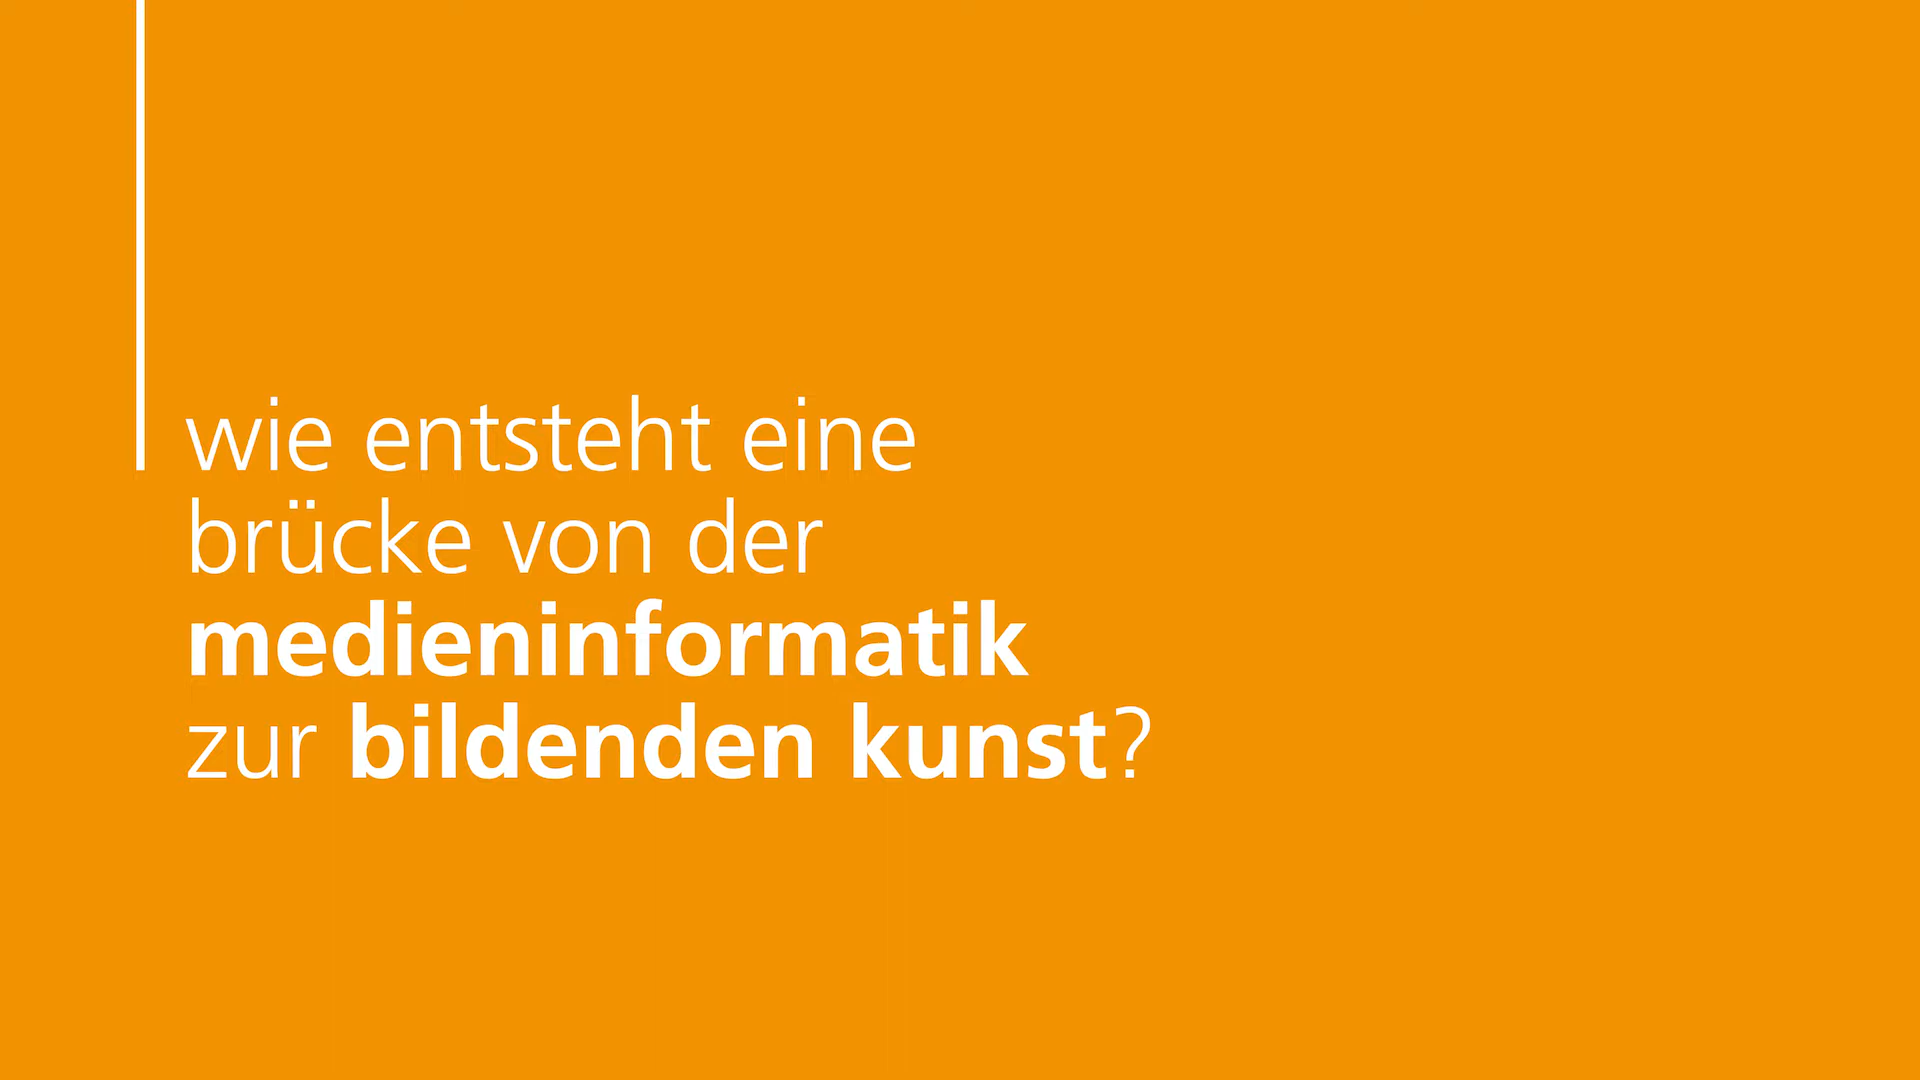 wie entsteht eine
brücke von der
medieninformatik
zur bildenden kunst?